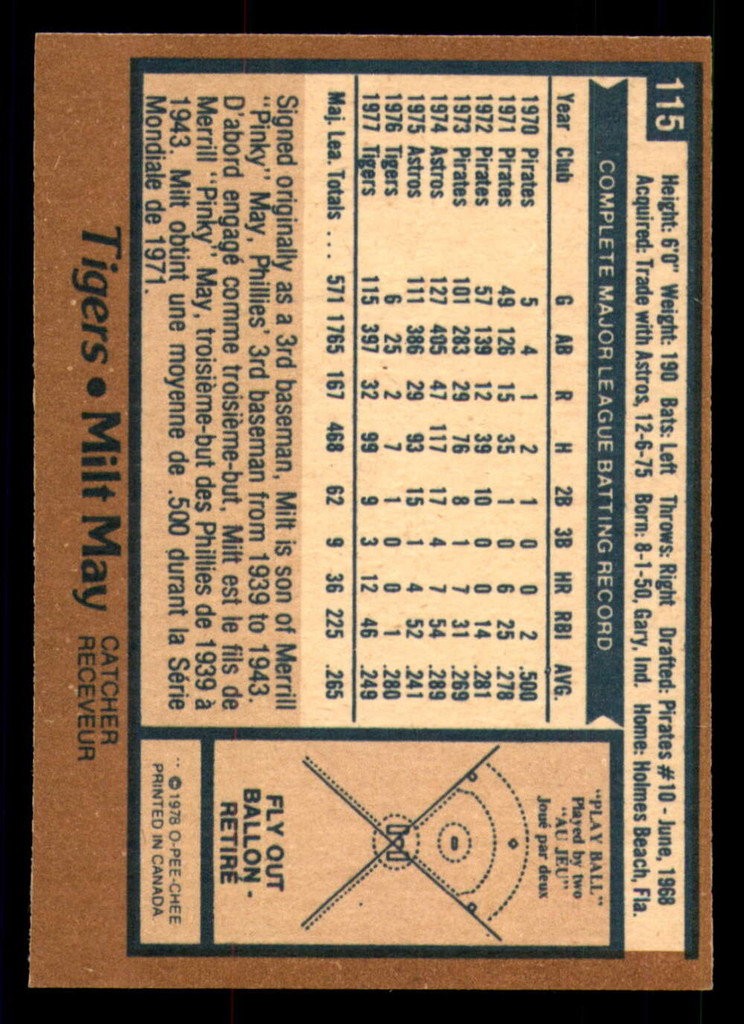 115
Height: 6'0" Weight: 190 Bats: Left Throws: Right Drafted: Pirates #10 - June, 1968
Acquired: Trade with Astros, 12-6-75 Born: 8-1-50, Gary, Ind. Home: Holmes Beach, Fla.
COMPLETE MAJOR LEAGUE BATTING RECORD
Year Club G AB R H 2B 3B HR RBI AVG.
1970 Pirates 5 4 1 2 1 0 0 2 .500
1971 Pirates 49 126 15 35 1 0 6 25 .278
1972 Pirates 57 139 12 39 10 0 0 14 .281
1973 Pirates 101 283 29 76 8 1 7 31 .269
1974 Astros 127 405 47 117 17 4 7 54 .289
1975 Astros 111 386 29 93 15 1 4 52 .241
1976 Tigers 6 25 2 7 1 0 0 1 .280
1977 Tigers 115 397 32 99 9 3 12 46 .249
Maj. Lea. Totals ... 571 1765 167 468 62 9 36 225 .265
Signed originally as a 3rd baseman, Milt is son of Merrill
"Pinky" May, Phillies' 3rd baseman from 1939 to 1943.
D'abord engagé comme troisième-but, Milt est le fils de
Merrill "Pinky" May, troisième-but des Phillies de 1939 à
1943. Milt obtint une moyenne de .500 durant la Série
Mondiale de 1971.
"PLAY BALL"
Played by two
"AU JEU"
Joué par deux
FLY OUT
BALLON -
RETIRÉ
© 1978 O-PEE-CHEE
PRINTED IN CANADA
Tigers • Milt May CATCHER
RECEVEUR